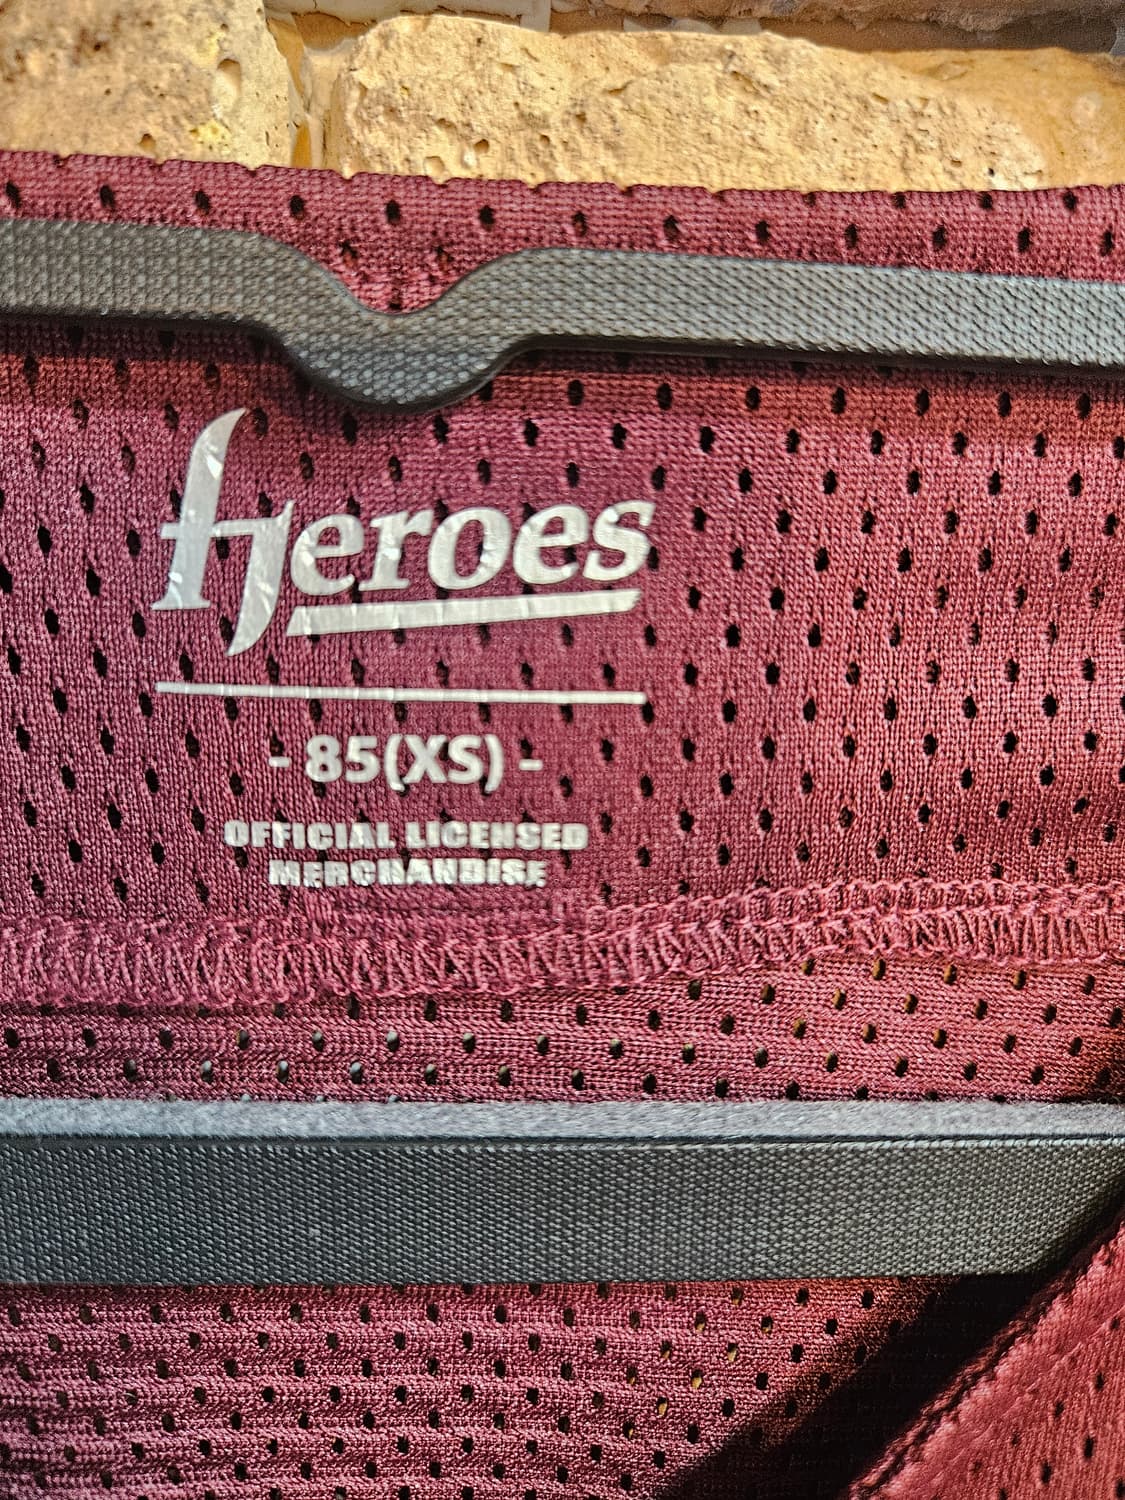 Heroes
- 85(XS) -
OFFICIAL LICENSED
MERCHANDISE